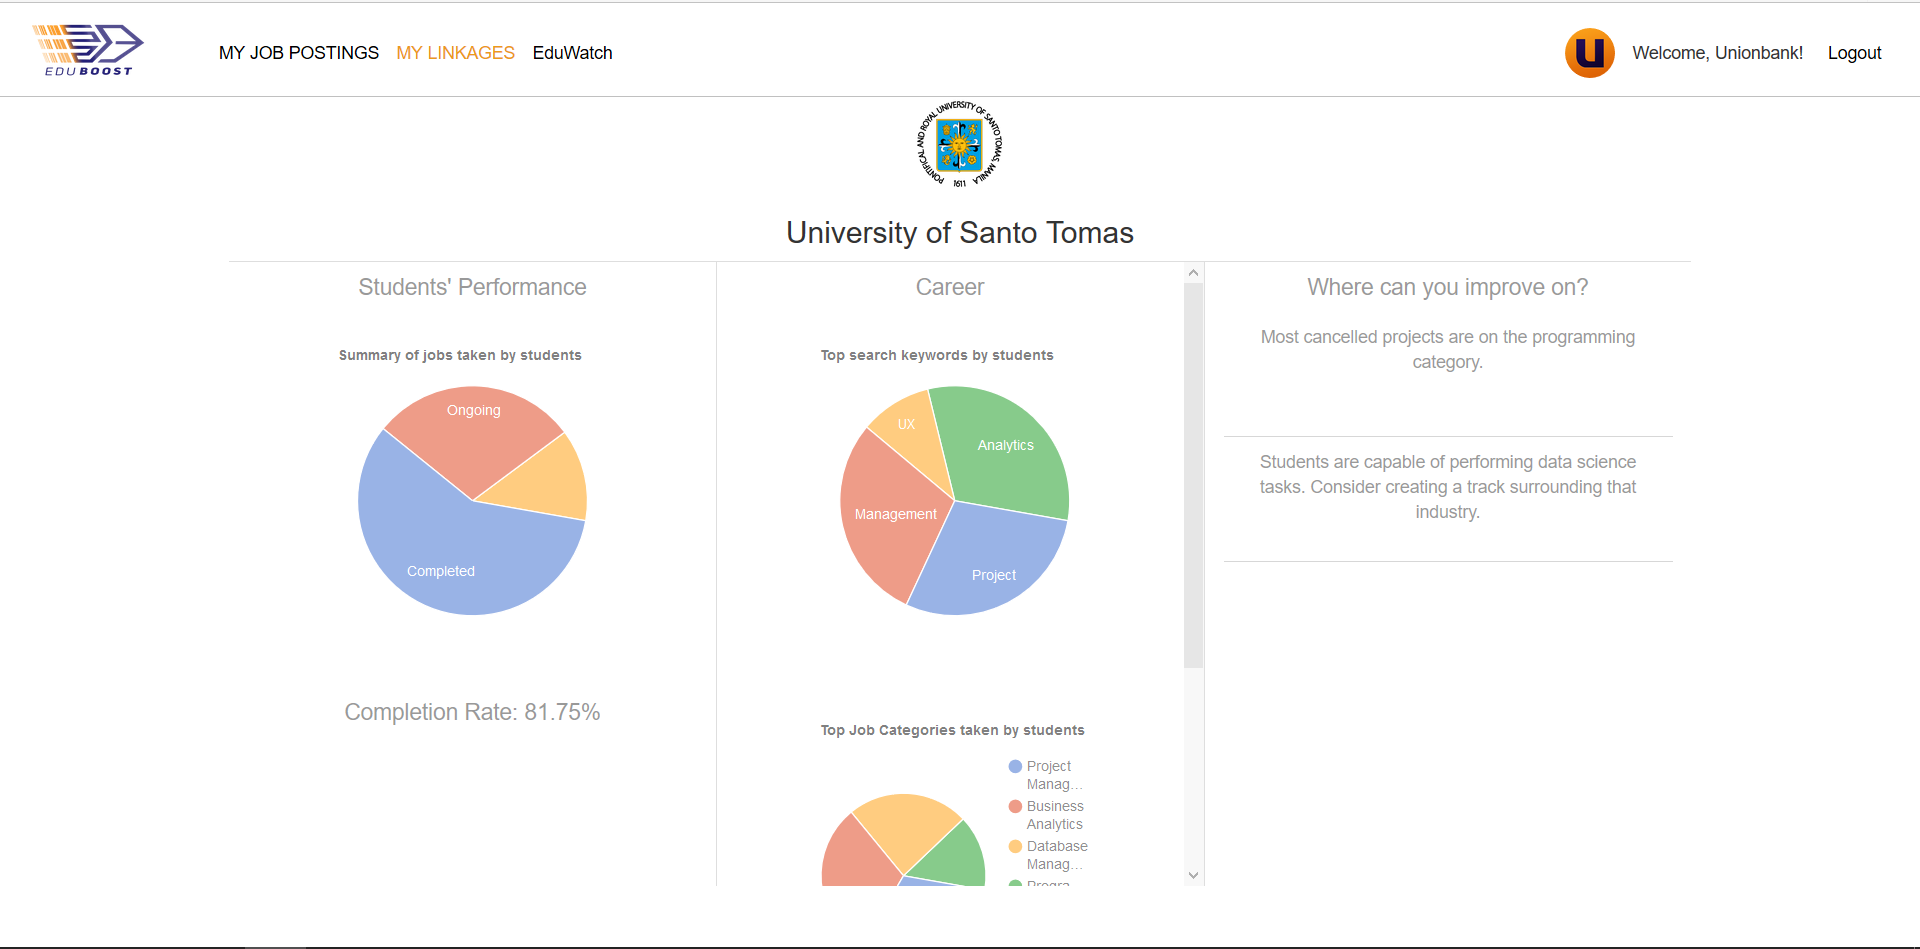 EDUBOOST
MY JOB POSTINGS
MY LINKAGES
EduWatch
Welcome, Unionbank!
Logout
PONTIFICAL AND ROYAL UNIVERSITY OF SANTO TOMAS, MANILA
1611
University of Santo Tomas
Students' Performance
Summary of jobs taken by students
Ongoing
Completed
Completion Rate: 81.75%
Career
Top search keywords by students
UX
Analytics
Management
Project
Top Job Categories taken by students
Project
Manag...
Business
Analytics
Database
Manag...
Progra
Where can you improve on?
Most cancelled projects are on the programming
category.
Students are capable of performing data science
tasks. Consider creating a track surrounding that
industry.